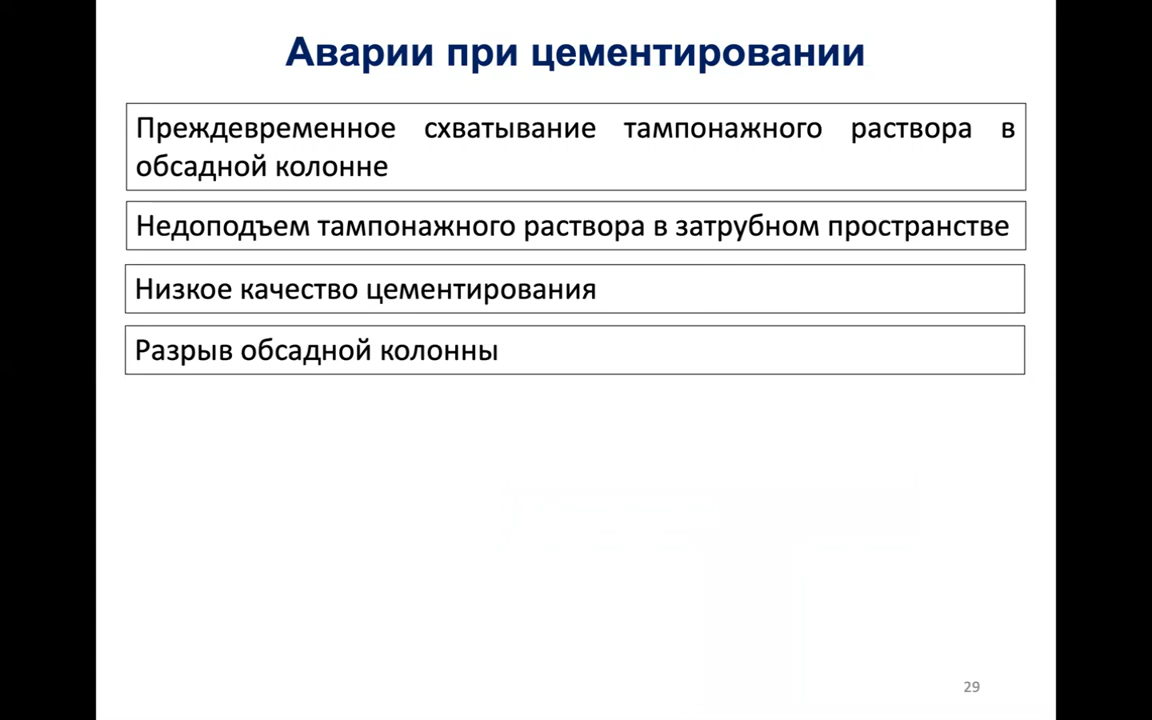 Аварии при цементировании
Преждевременное схватывание тампонажного раствора в
обсадной колонне
Недоподъем тампонажного раствора в затрубном пространстве
Низкое качество цементирования
Разрыв обсадной колонны
29